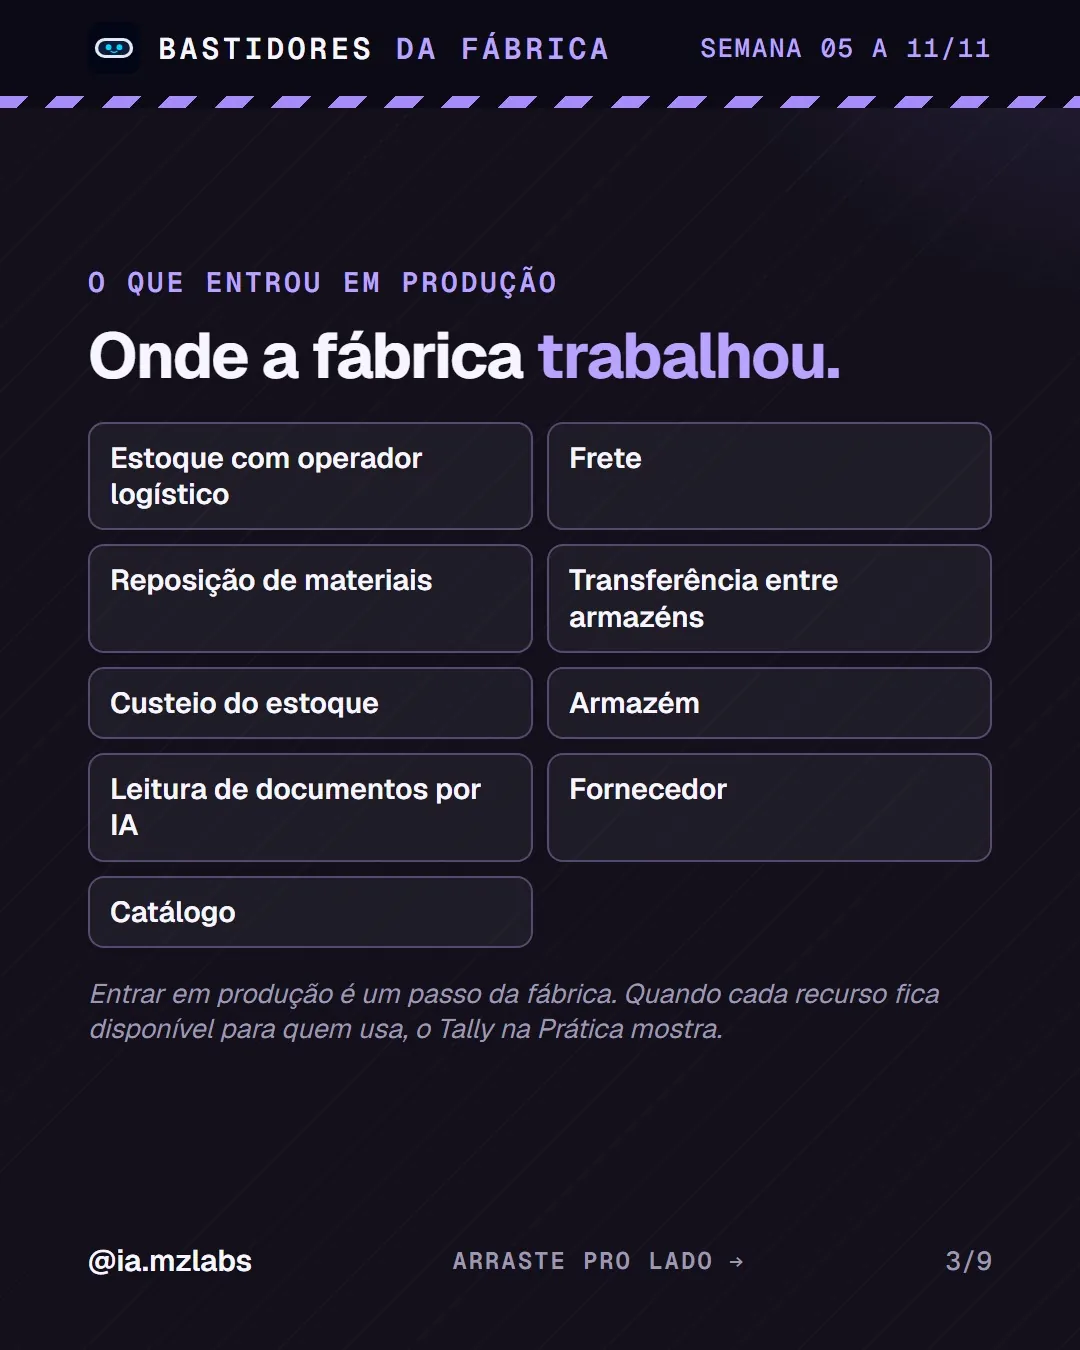 BASTIDORES DA FÁBRICA
SEMANA 05 A 11/11
O QUE ENTROU EM PRODUÇÃO
Onde a fábrica trabalhou.
Estoque com operador
logístico
Frete
Reposição de materiais
Transferência entre
armazéns
Custeio do estoque
Armazém
Leitura de documentos por
IA
Fornecedor
Catálogo
Entrar em produção é um passo da fábrica. Quando cada recurso fica
disponível para quem usa, o Tally na Prática mostra.
@ia.mzlabs
ARRASTE PRO LADO →
3/9